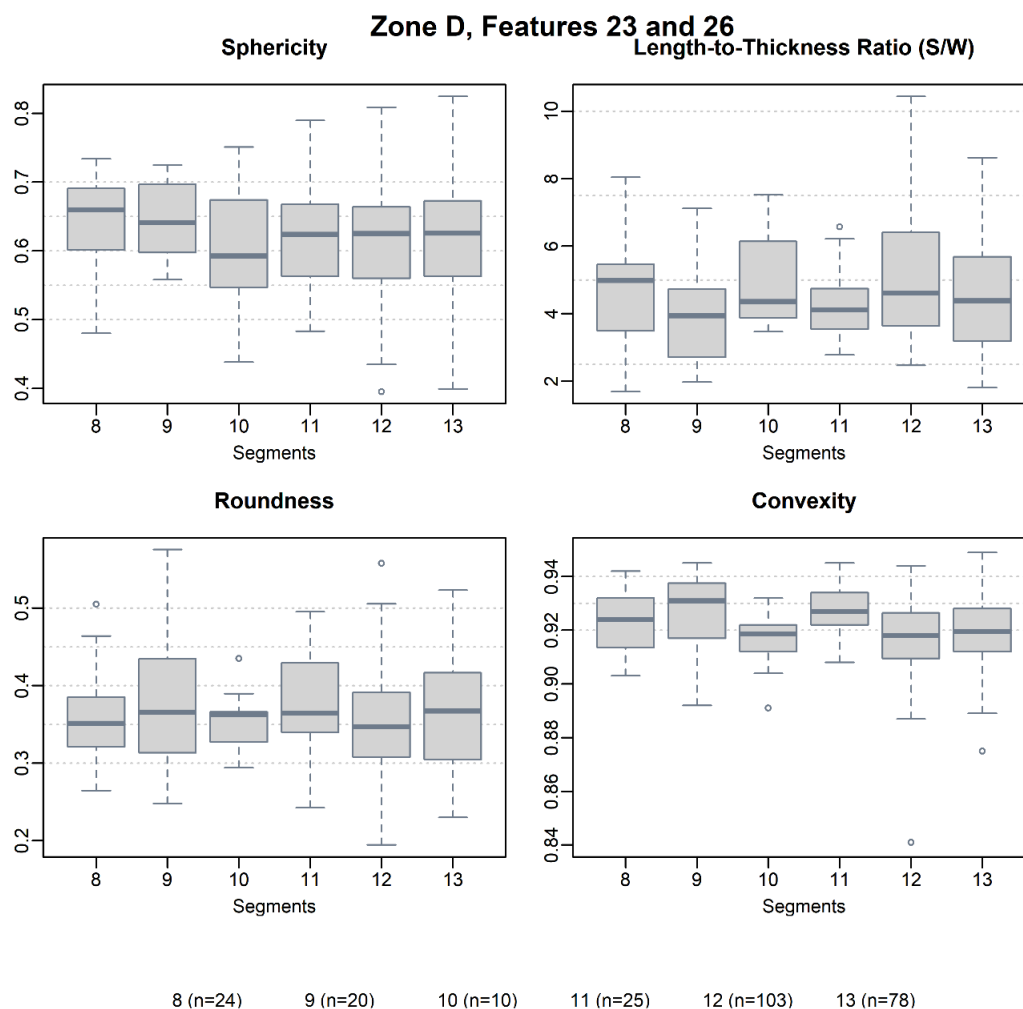 Zone D, Features 23 and 26
Sphericity
0.4 0.5 0.6 0.7 0.8
8 9 10 11 12 13
Segments
Length-to-Thickness Ratio (S/W)
2 4 6 8 10
8 9 10 11 12 13
Segments
Roundness
0.2 0.3 0.4 0.5
8 9 10 11 12 13
Segments
Convexity
0.84 0.86 0.88 0.90 0.92 0.94
8 9 10 11 12 13
Segments
8 (n=24) 9 (n=20) 10 (n=10) 11 (n=25) 12 (n=103) 13 (n=78)